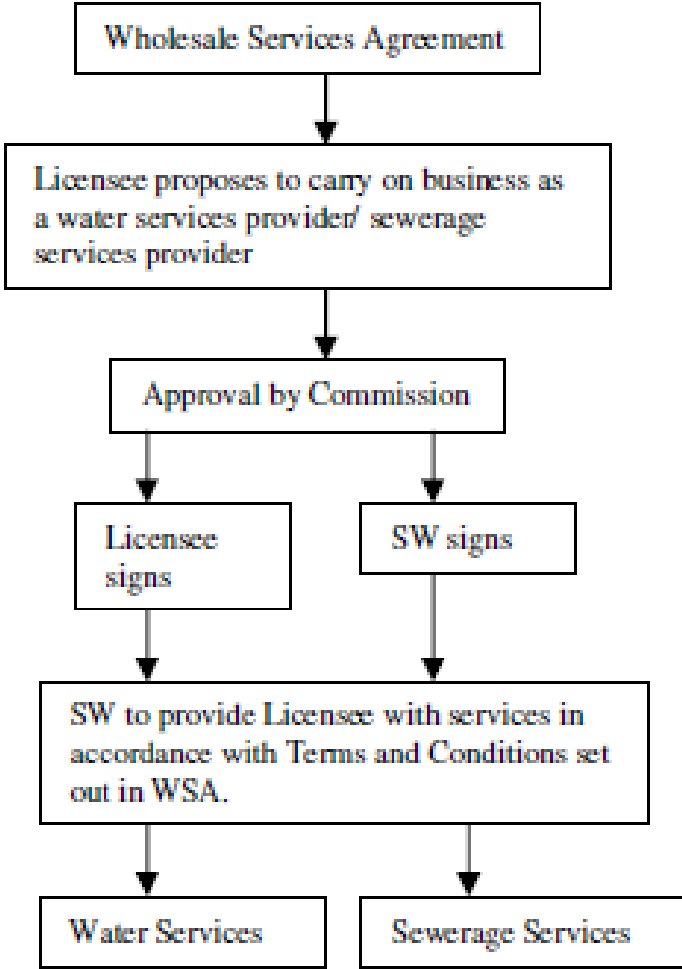 Wholesale Services Agreement
Licensee proposes to carry on business as
a water services provider/ sewerage
services provider
Approval by Commission
Licensee
signs
SW signs
SW to provide Licensee with services in
accordance with Terms and Conditions set
out in WSA.
Water Services
Sewerage Services